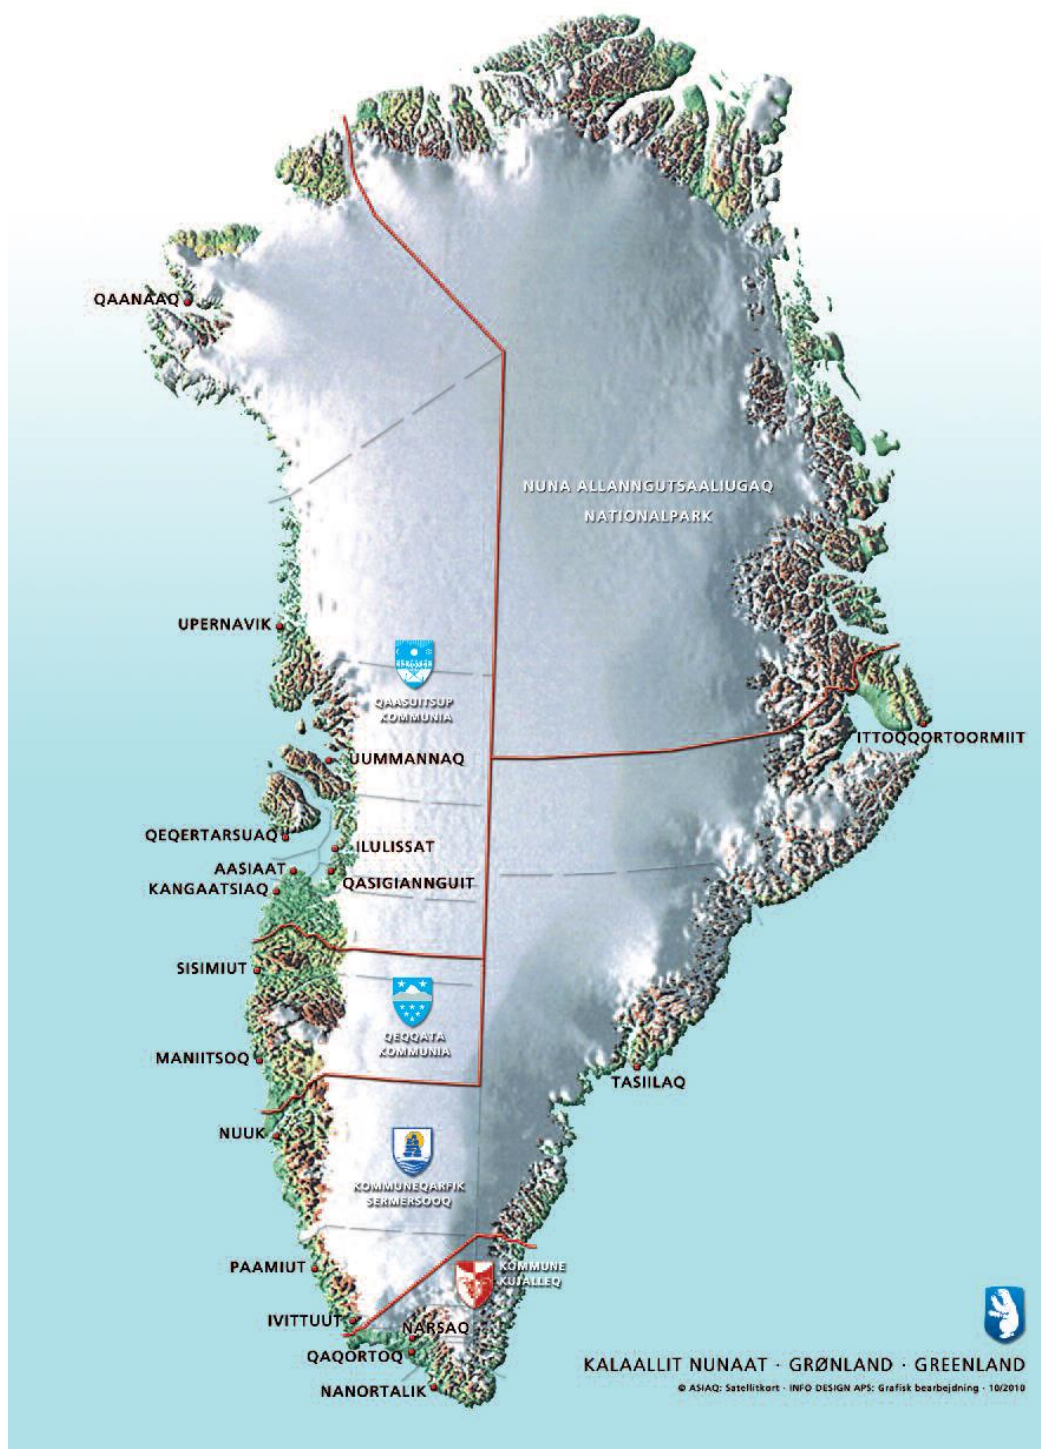 QAANAAQ
NUNA ALLANNGUTSAALIUGAQ
NATIONALPARK
UPERNAVIK
QAASUITSUP
KOMMUNIA
ITTOQQORTOORMIIT
UUMMANNAQ
QEQERTARSUAQ
ILULISSAT
AASIAAT
QASIGIANNGUIT
KANGAATSIAQ
SISIMIUT
QEQQATA
KOMMUNIA
MANIITSOQ
TASIILAQ
NUUK
KOMMUNEQARFIK
SERMERSOOQ
PAAMIUT
KOMMUNE
KUJALLEQ
IVITTUUT
NARSAQ
QAQORTOQ
NANORTALIK
KALAALLIT NUNAAT · GRØNLAND · GREENLAND
© ASIAQ: Satellitkort · INFO DESIGN APS: Grafisk bearbejdning · 10/2010